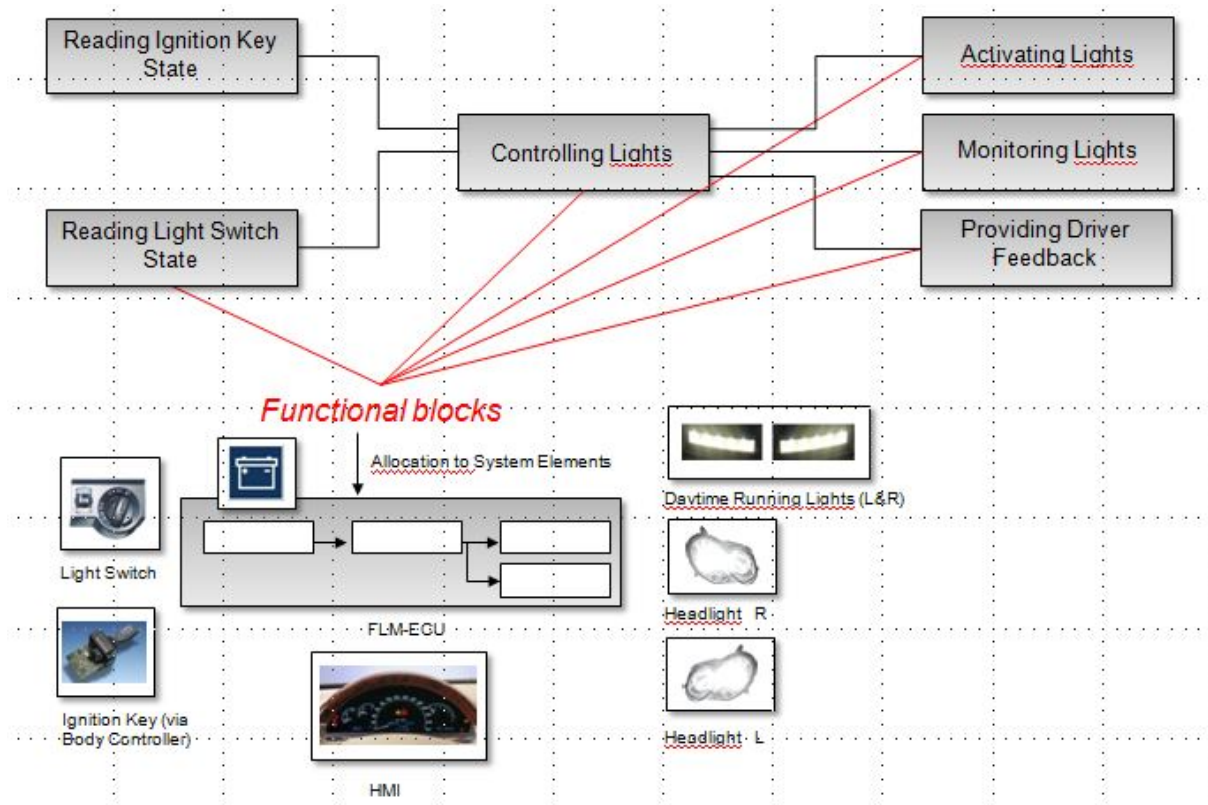 Reading Ignition Key
State
Activating Lights
Controlling Lights
Monitoring Lights
Reading Light Switch
State
Providing Driver
Feedback
Functional blocks
Allocation to System Elements
Daytime Running Lights (L&R)
Light Switch
Headlight R
FLM-ECU
Ignition Key (via
Body Controller)
Headlight L
HMI